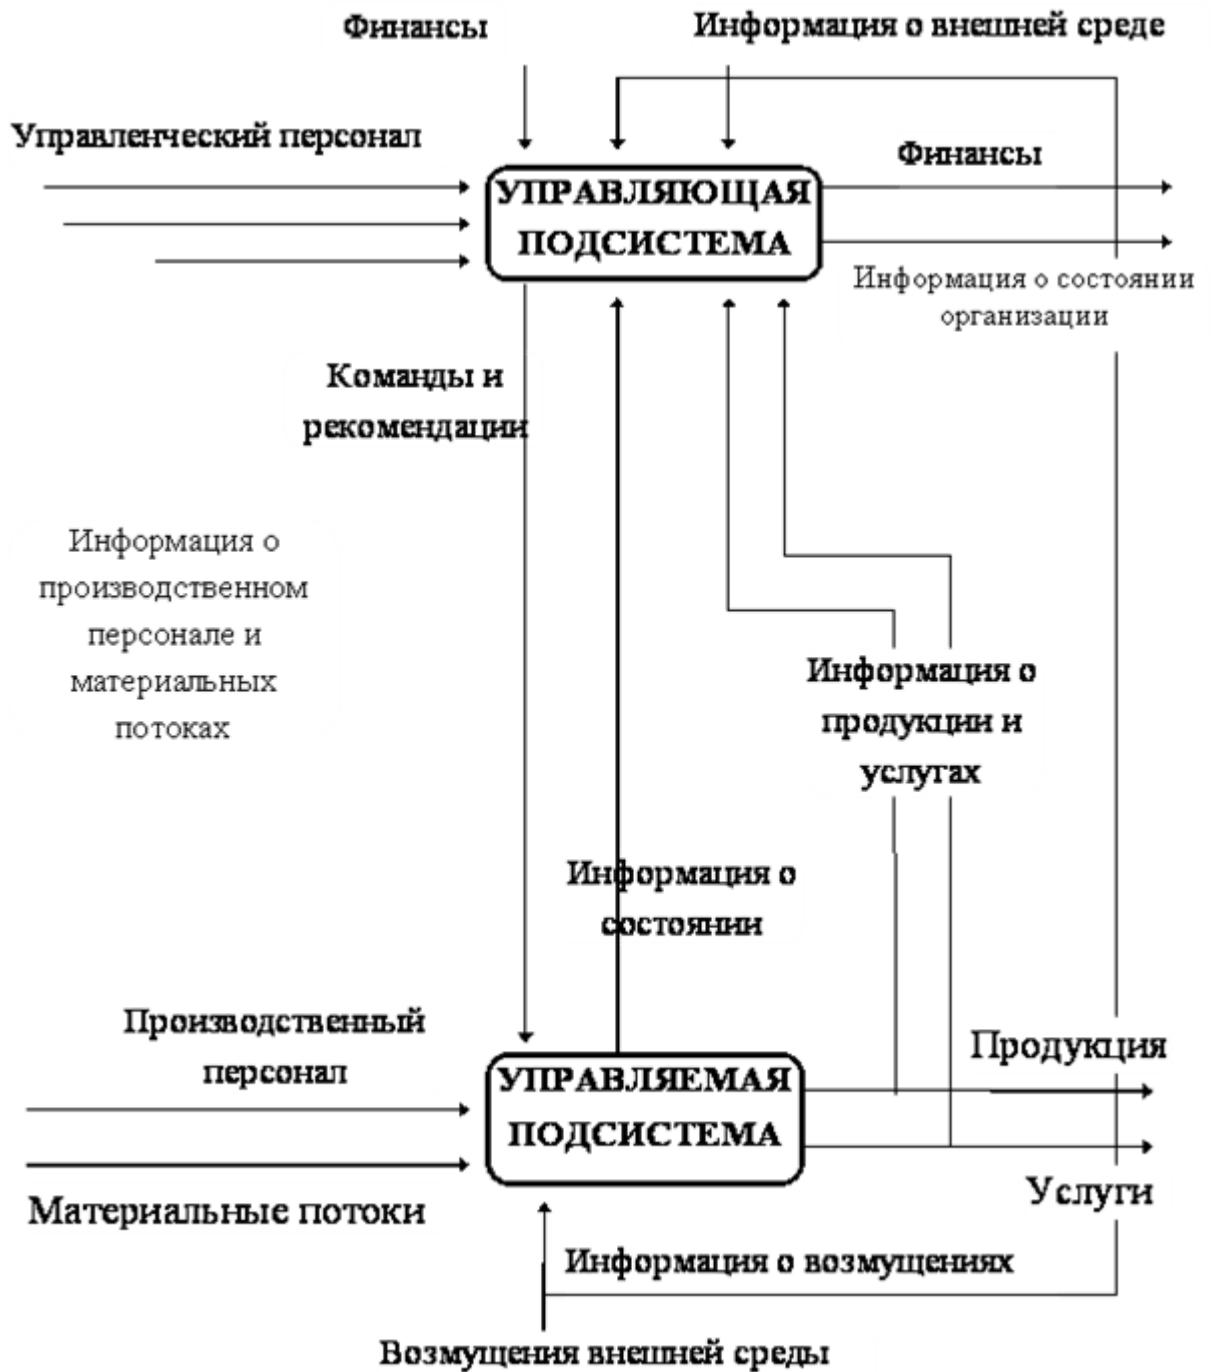 Финансы
Информация о внешней среде
Управленческий персонал
Финансы
УПРАВЛЯЮЩАЯ
ПОДСИСТЕМА
Информация о состоянии
организации
Команды и
рекомендации
Информация о
производственном
персонале и
материальных
потоках
Информация о
продукции и
услугах
Информация о
состоянии
Производственный
персонал
Продукция
УПРАВЛЯЕМАЯ
ПОДСИСТЕМА
Материальные потоки
Услуги
Информация о возмущениях
Возмущения внешней среды